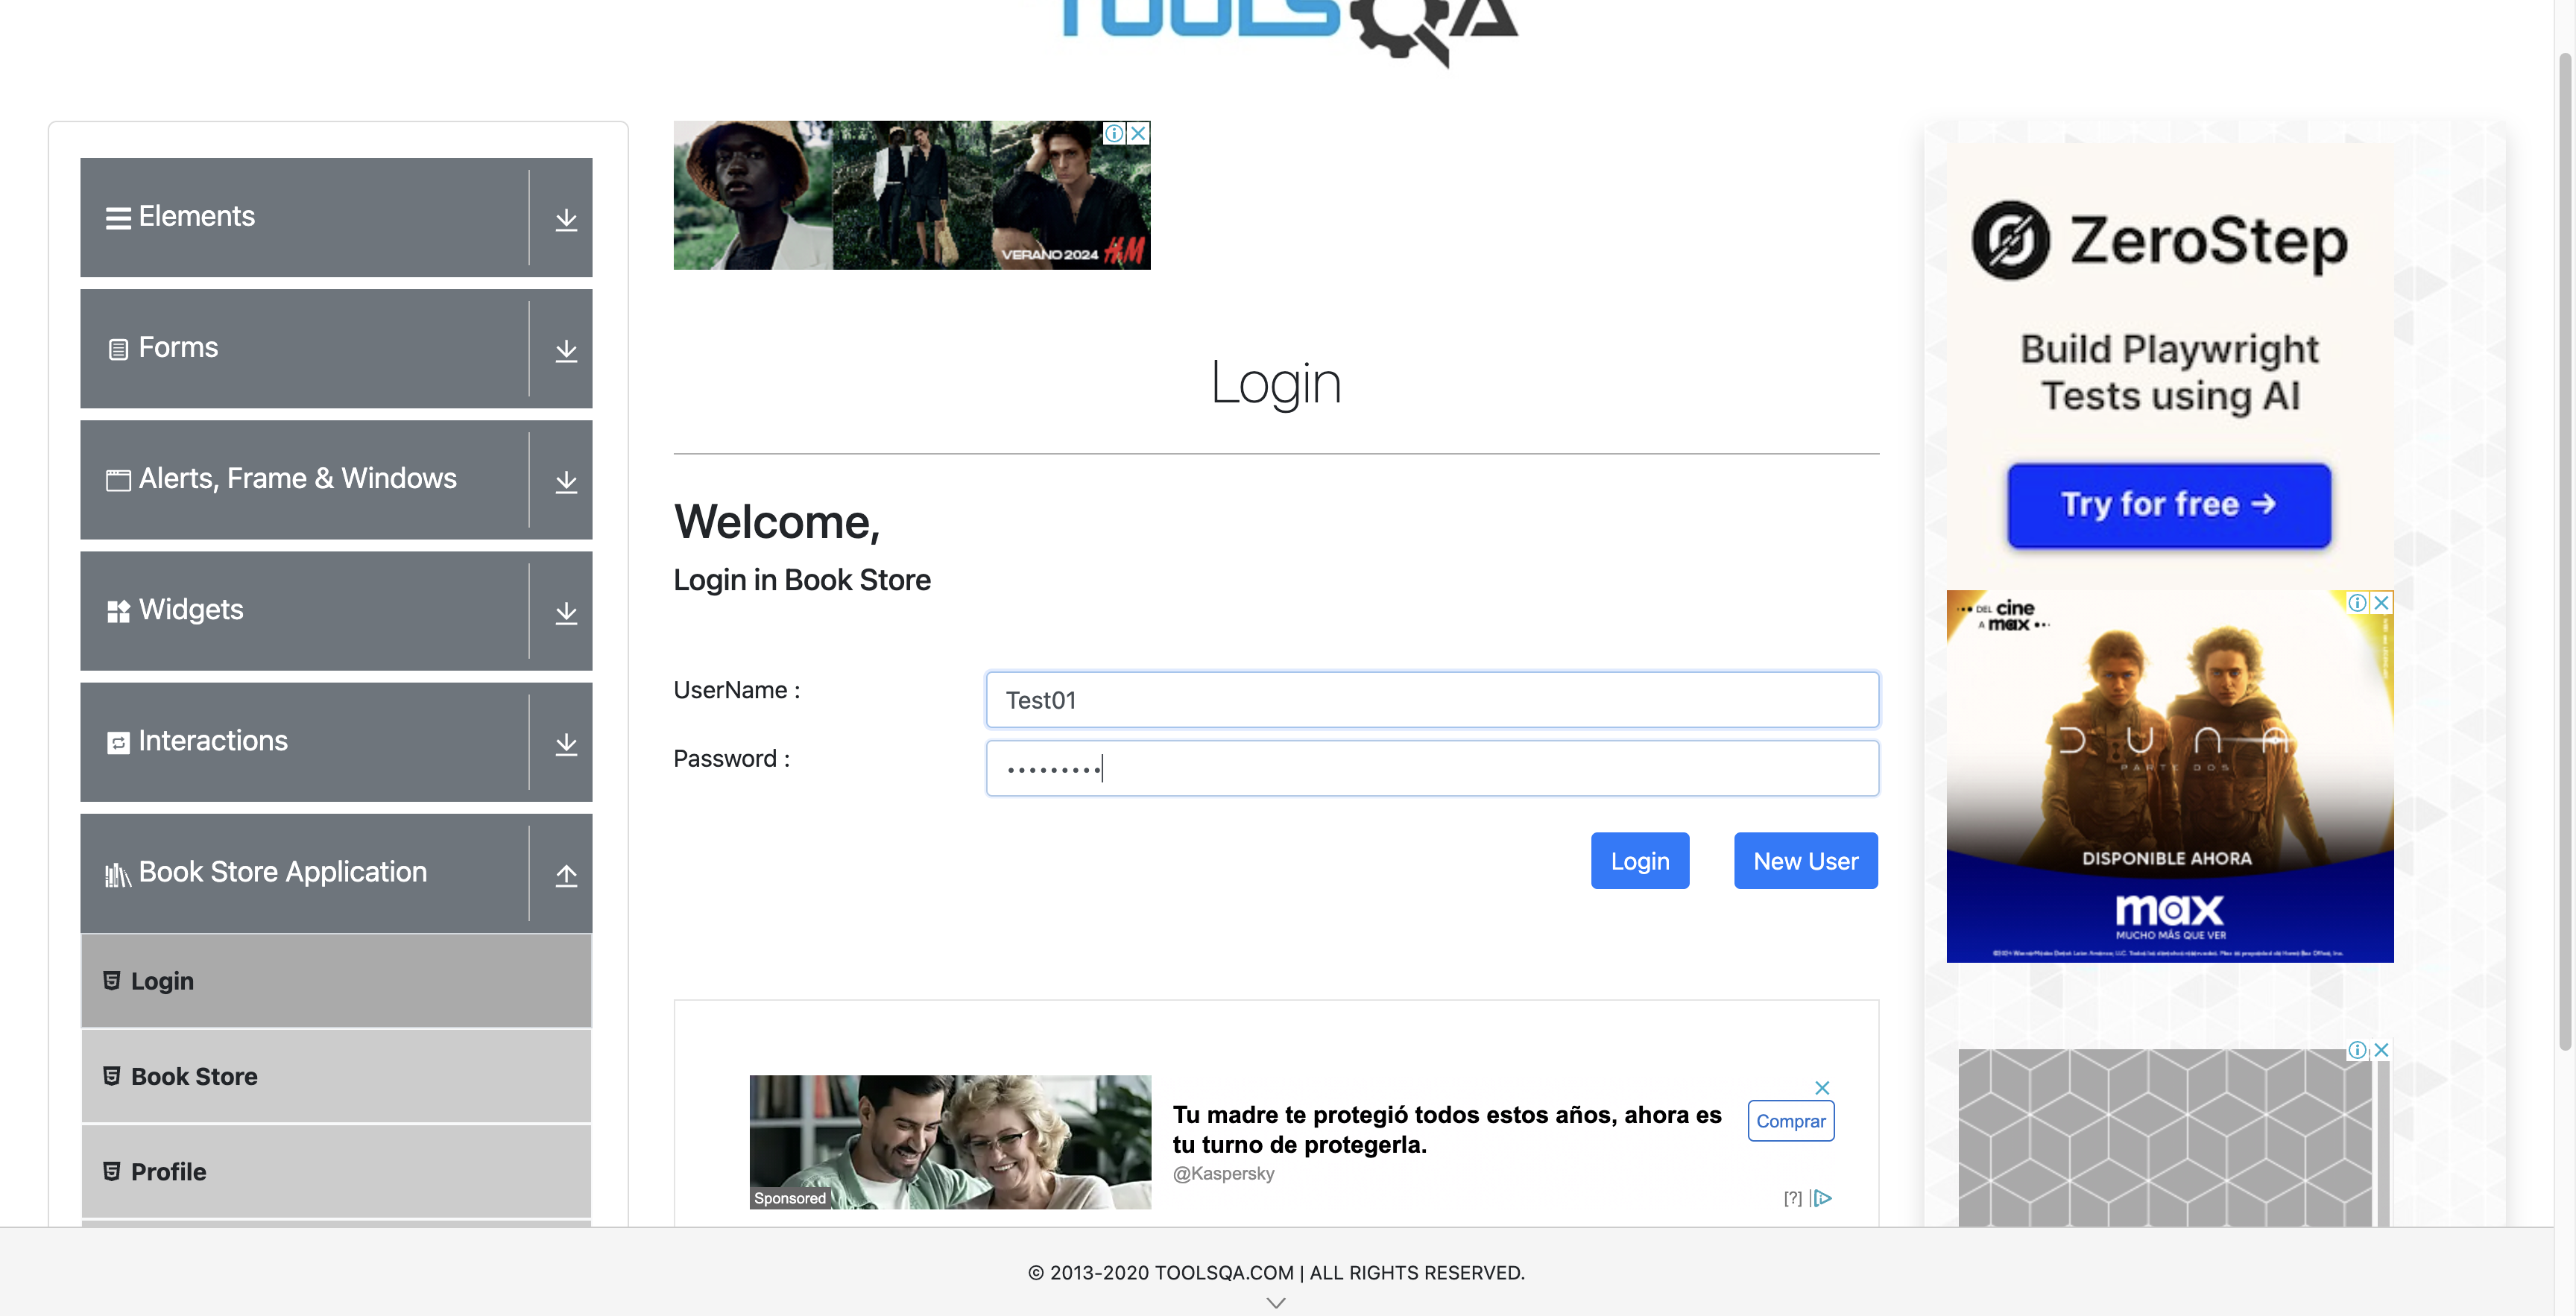 TOOLSQA
Elements
Forms
Alerts, Frame & Windows
Widgets
Interactions
Book Store Application
Login
Book Store
Profile
VERANO 2024 H&M
Login
Welcome,
Login in Book Store
UserName :
Test01
Password :
Login
New User
Sponsored
Tu madre te protegió todos estos años, ahora es
tu turno de protegerla.
@Kaspersky
Comprar
[?]
ZeroStep
Build Playwright
Tests using AI
Try for free →
DEL cine
A max
DUNA
PARTE DOS
DISPONIBLE AHORA
max
MUCHO MÁS QUE VER
© 2013-2020 TOOLSQA.COM | ALL RIGHTS RESERVED.